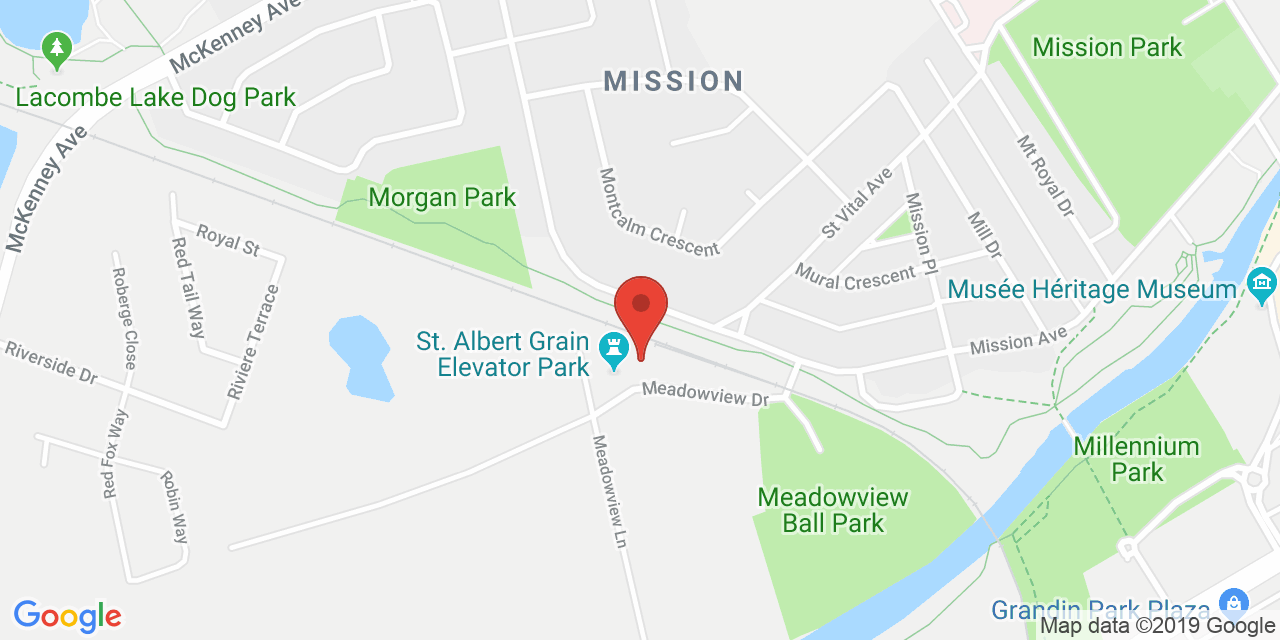 McKenney Ave
Mission Park
MISSION
Lacombe Lake Dog Park
McKenney Ave
Mt Royal Dr
Morgan Park
Montcalm Crescent
St Vital Ave
Mission Pl
Mill Dr
Royal St
Red Tail Way
Mural Crescent
Roberge Close
Riviere Terrace
Musée Héritage Museum
St. Albert Grain
Elevator Park
Mission Ave
Riverside Dr
Meadowview Dr
Red Fox Way
Robin Way
Meadowview Ln
Millennium
Park
Meadowview
Ball Park
Grandin Park Plaza
Google
Map data ©2019 Google